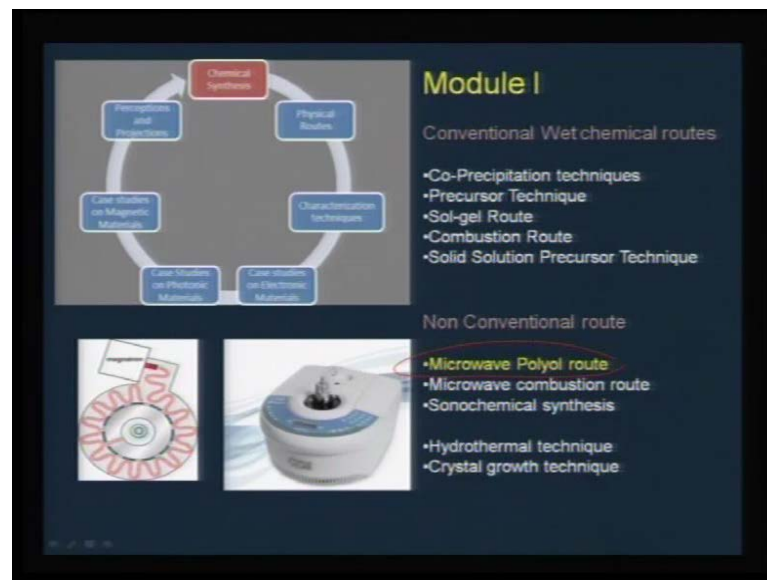 Chemical
Synthesis
Physical
Routes
Characterization
techniques
Case studies
on Electronic
Materials
Case Studies
on Photonic
Materials
Case studies
on Magnetic
Materials
Perceptions
and
Projections
Module I
Conventional Wet chemical routes
•Co-Precipitation techniques
•Precursor Technique
•Sol-gel Route
•Combustion Route
•Solid Solution Precursor Technique
Non Conventional route
•Microwave Polyol route
•Microwave combustion route
•Sonochemical synthesis
•Hydrothermal technique
•Crystal growth technique
magnetron